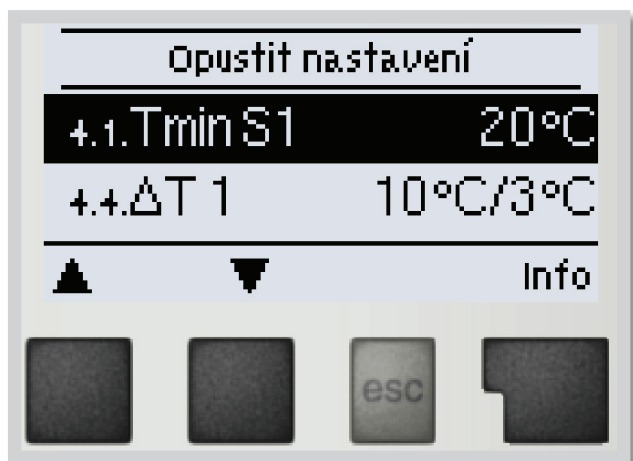 Opustit nastavení
4.1.Tmin S1 20°C
4.4.ΔT 1 10°C/3°C
▲ ▼ Info
esc